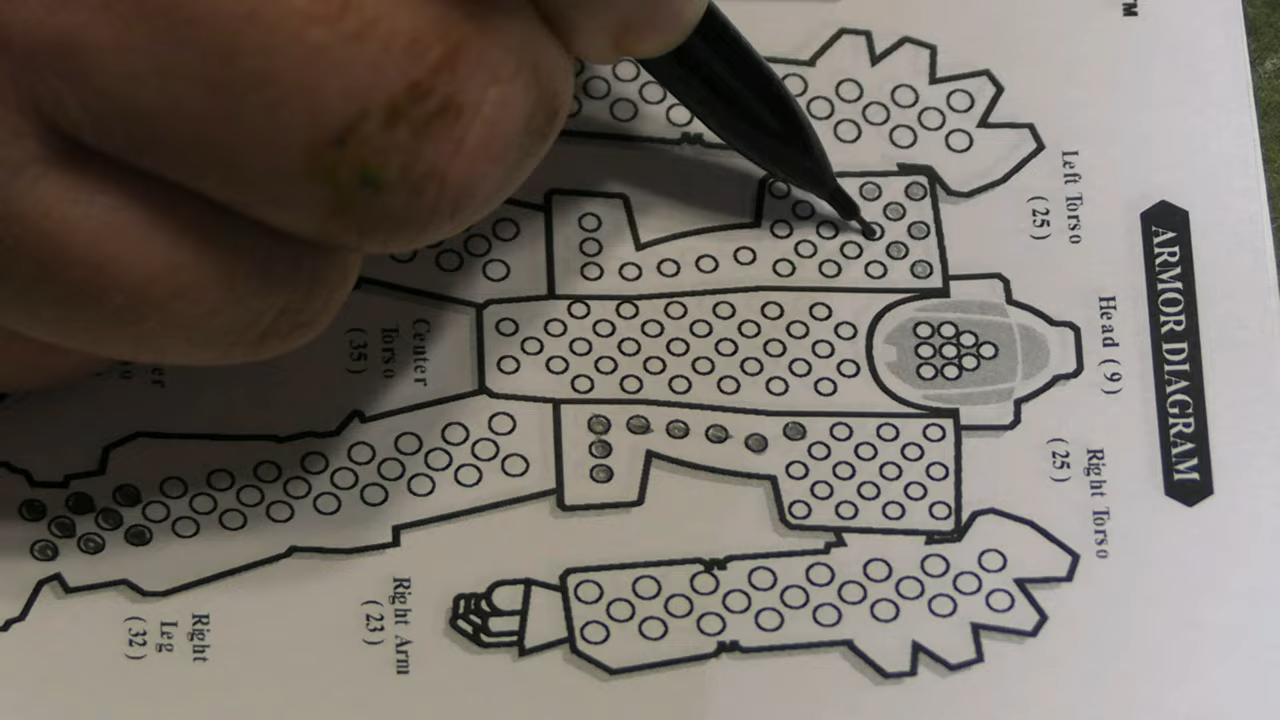 TM
ARMOR DIAGRAM
Left Torso
(25)
Head (9)
Right Torso
(25)
Center
Torso
(35)
Right Arm
(23)
Right
Leg
(32)